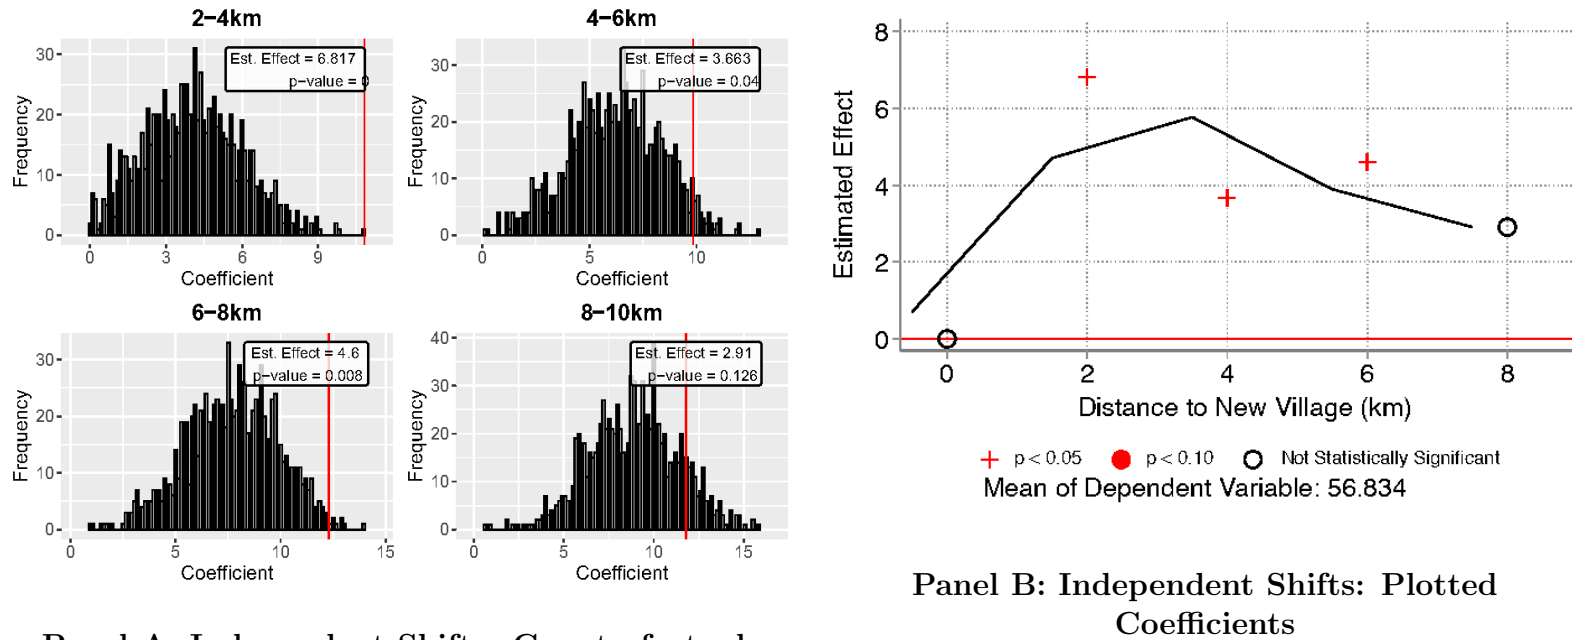 2−4km
Est. Effect = 6.817
p−value = 0
Frequency
30
20
10
0
0 3 6 9
Coefficient
4−6km
Est. Effect = 3.663
p−value = 0.04
Frequency
30
20
10
0
0 5 10
Coefficient
6−8km
Est. Effect = 4.6
p−value = 0.008
Frequency
30
20
10
0
0 5 10 15
Coefficient
8−10km
Est. Effect = 2.91
p−value = 0.126
Frequency
40
30
20
10
0
0 5 10 15
Coefficient
Estimated Effect
8
6
4
2
0
0 2 4 6 8
Distance to New Village (km)
p < 0.05 p < 0.10 Not Statistically Significant
Mean of Dependent Variable: 56.834
Panel B: Independent Shifts: Plotted
Coefficients